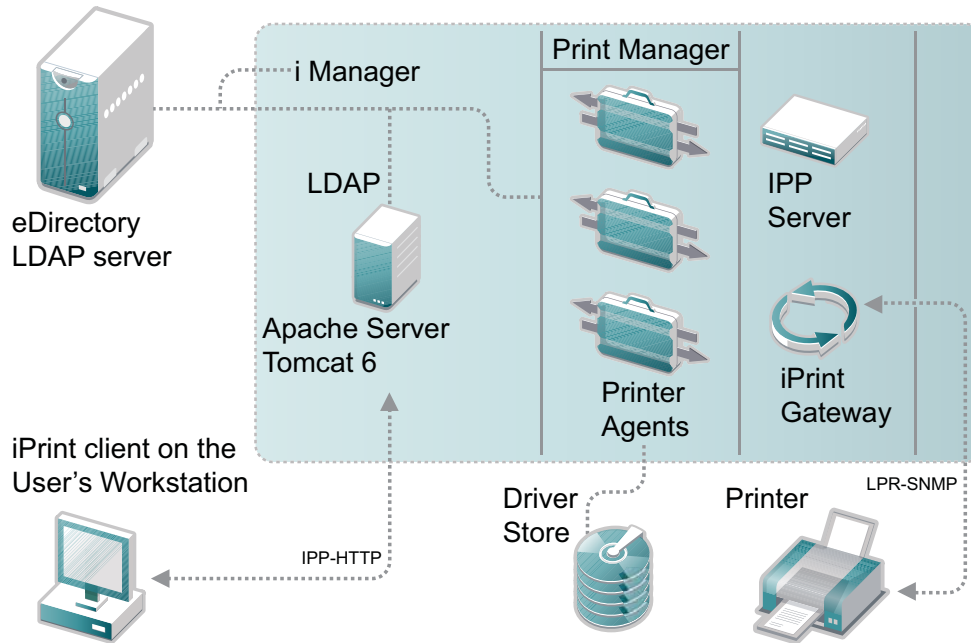 Print Manager
i Manager
LDAP
eDirectory
LDAP server
IPP
Server
Apache Server
Tomcat 6
iPrint
Gateway
Printer
Agents
iPrint client on the
User’s Workstation
Driver
Store
Printer
LPR-SNMP
IPP-HTTP